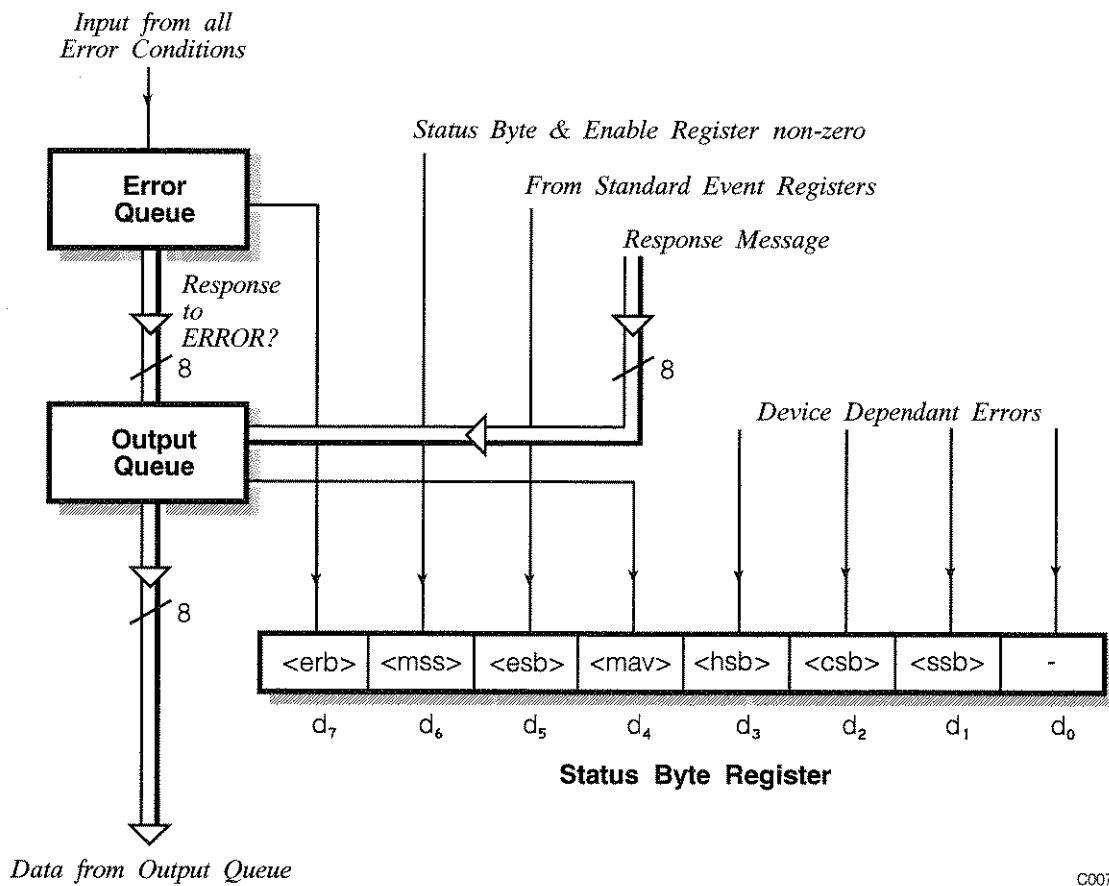 Input from all
Error Conditions
Status Byte & Enable Register non-zero
From Standard Event Registers
Error
Queue
Response Message
Response
to
ERROR?
8
8
Device Dependant Errors
Output
Queue
8
<erb> <mss> <esb> <mav> <hsb> <csb> <ssb> -
d₇ d₆ d₅ d₄ d₃ d₂ d₁ d₀
Status Byte Register
Data from Output Queue
C007